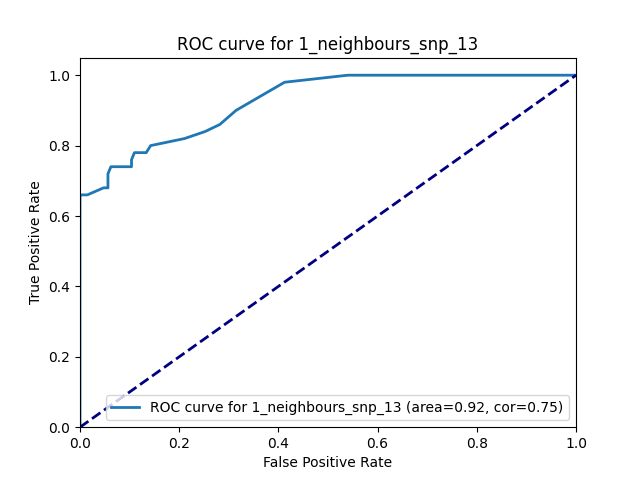 ROC curve for 1_neighbours_snp_13
1.0
0.8
0.6
0.4
0.2
0.0
True Positive Rate
ROC curve for 1_neighbours_snp_13 (area=0.92, cor=0.75)
0.0 0.2 0.4 0.6 0.8 1.0
False Positive Rate